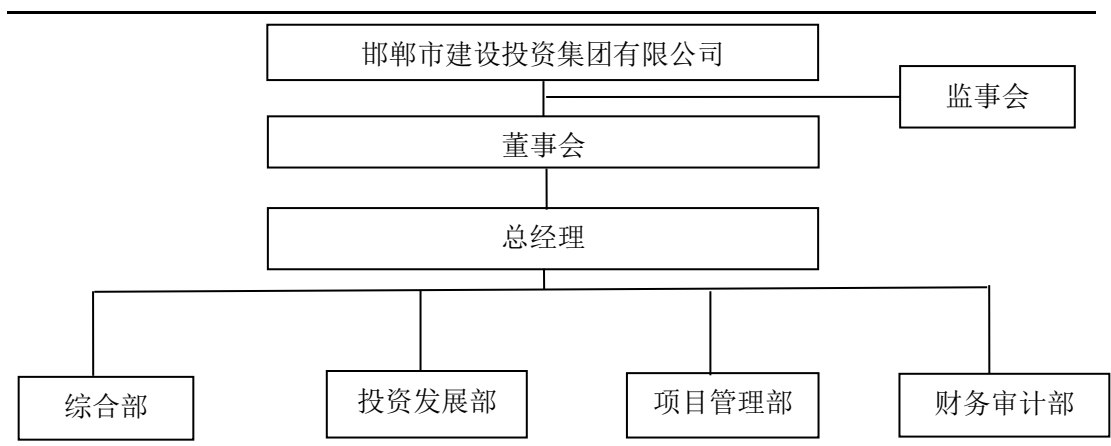 邯郸市建设投资集团有限公司
监事会
董事会
总经理
综合部
投资发展部
项目管理部
财务审计部